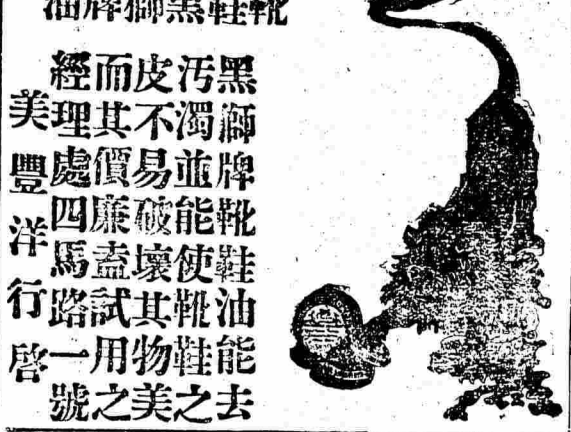 靴鞋黑獅牌油
黑獅牌靴鞋油能去
汚濁並能使靴鞋之
皮不易破壞其物美
而其價廉盍試用之
經理處四馬路一號
美豐洋行啓